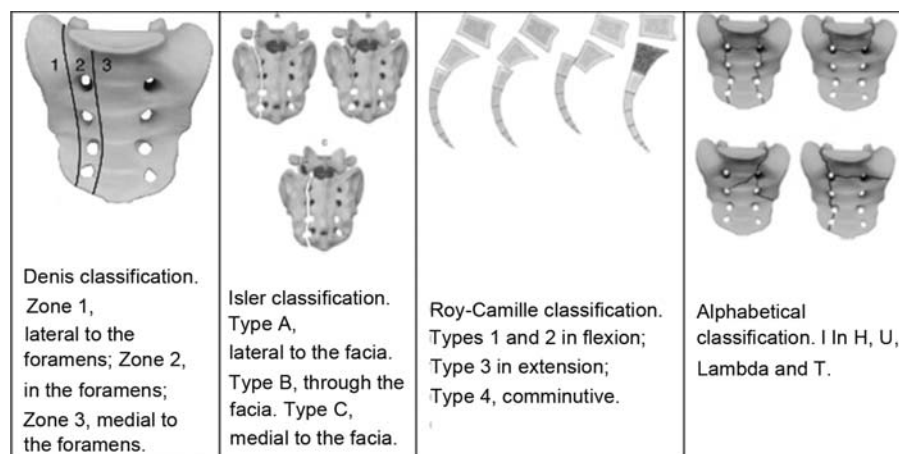 1
2
3
A
B
C
Denis classification.
Zone 1,
lateral to the
foramens; Zone 2,
in the foramens;
Zone 3, medial to
the foramens.
Isler classification.
Type A,
lateral to the facia.
Type B, through the
facia. Type C,
medial to the facia.
Roy-Camille classification.
Types 1 and 2 in flexion;
Type 3 in extension;
Type 4, comminutive.
Alphabetical
classification. I In H, U,
Lambda and T.